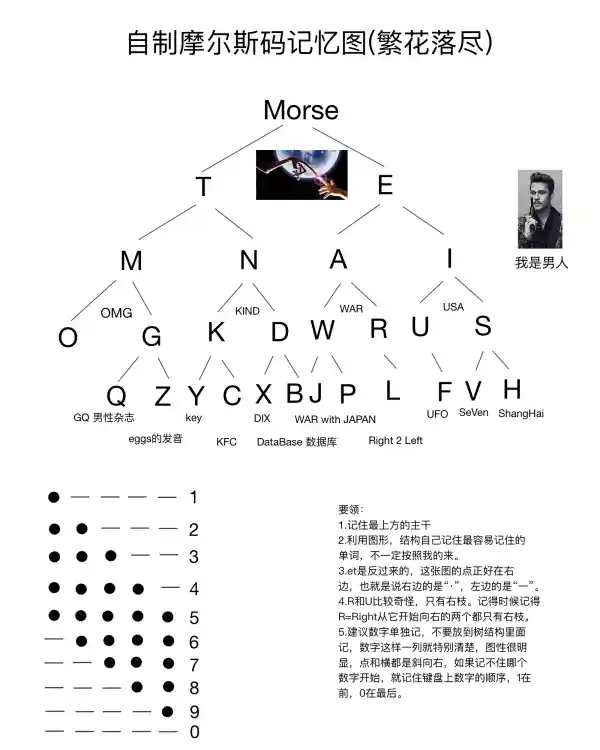 自制摩尔斯码记忆图(繁花落尽)
Morse
T E
M N A I
我是男人
OMG KIND WAR USA
O G K D W R U S
Q Z Y C X B J P L F V H
GQ 男性杂志 key DIX WAR with JAPAN UFO SeVen ShangHai
eggs的发音 KFC DataBase 数据库 Right 2 Left
1
2
3
4
5
6
7
8
9
0
要领：
1.记住最上方的主干
2.利用图形，结构自己记住最容易记住的
单词，不一定按照我的来。
3.et是反过来的，这张图的点正好在右
边，也就是说右边的是“·”，左边的是“—”。
4.R和U比较奇怪，只有右枝。记得时候记得
R=Right从它开始向右的两个都只有右枝。
5.建议数字单独记，不要放到树结构里面
记，数字这样一列就特别清楚，图性很明
显，点和横都是斜向右，如果记不住哪个
数字开始，就记住键盘上数字的顺序，1在
前，0在最后。